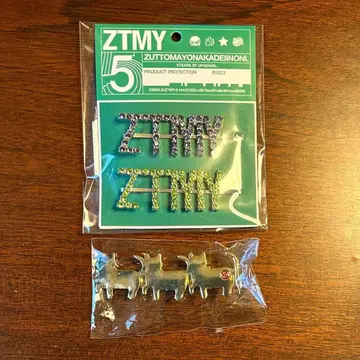 ZTMY
ZUTTOMAYONAKADEIINONI.
5
5YEARS OF UPHEAVAL
PRODUCT PROTECTION ©2023
ZTMY
ZTMY